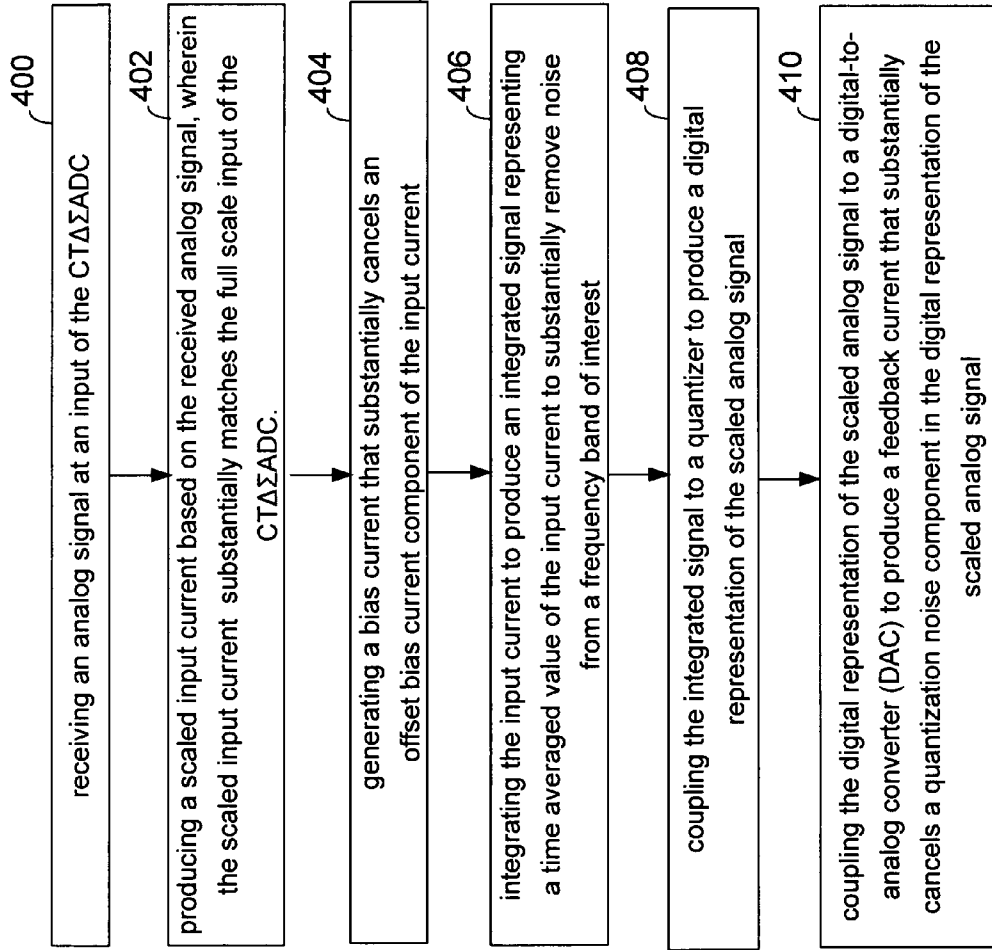 400
receiving an analog signal at an input of the CTΔΣADC
402
producing a scaled input current based on the received analog signal, wherein
the scaled input current substantially matches the full scale input of the
CTΔΣADC.
404
generating a bias current that substantially cancels an
offset bias current component of the input current
406
integrating the input current to produce an integrated signal representing
a time averaged value of the input current to substantially remove noise
from a frequency band of interest
408
coupling the integrated signal to a quantizer to produce a digital
representation of the scaled analog signal
410
coupling the digital representation of the scaled analog signal to a digital-to-
analog converter (DAC) to produce a feedback current that substantially
cancels a quantization noise component in the digital representation of the
scaled analog signal